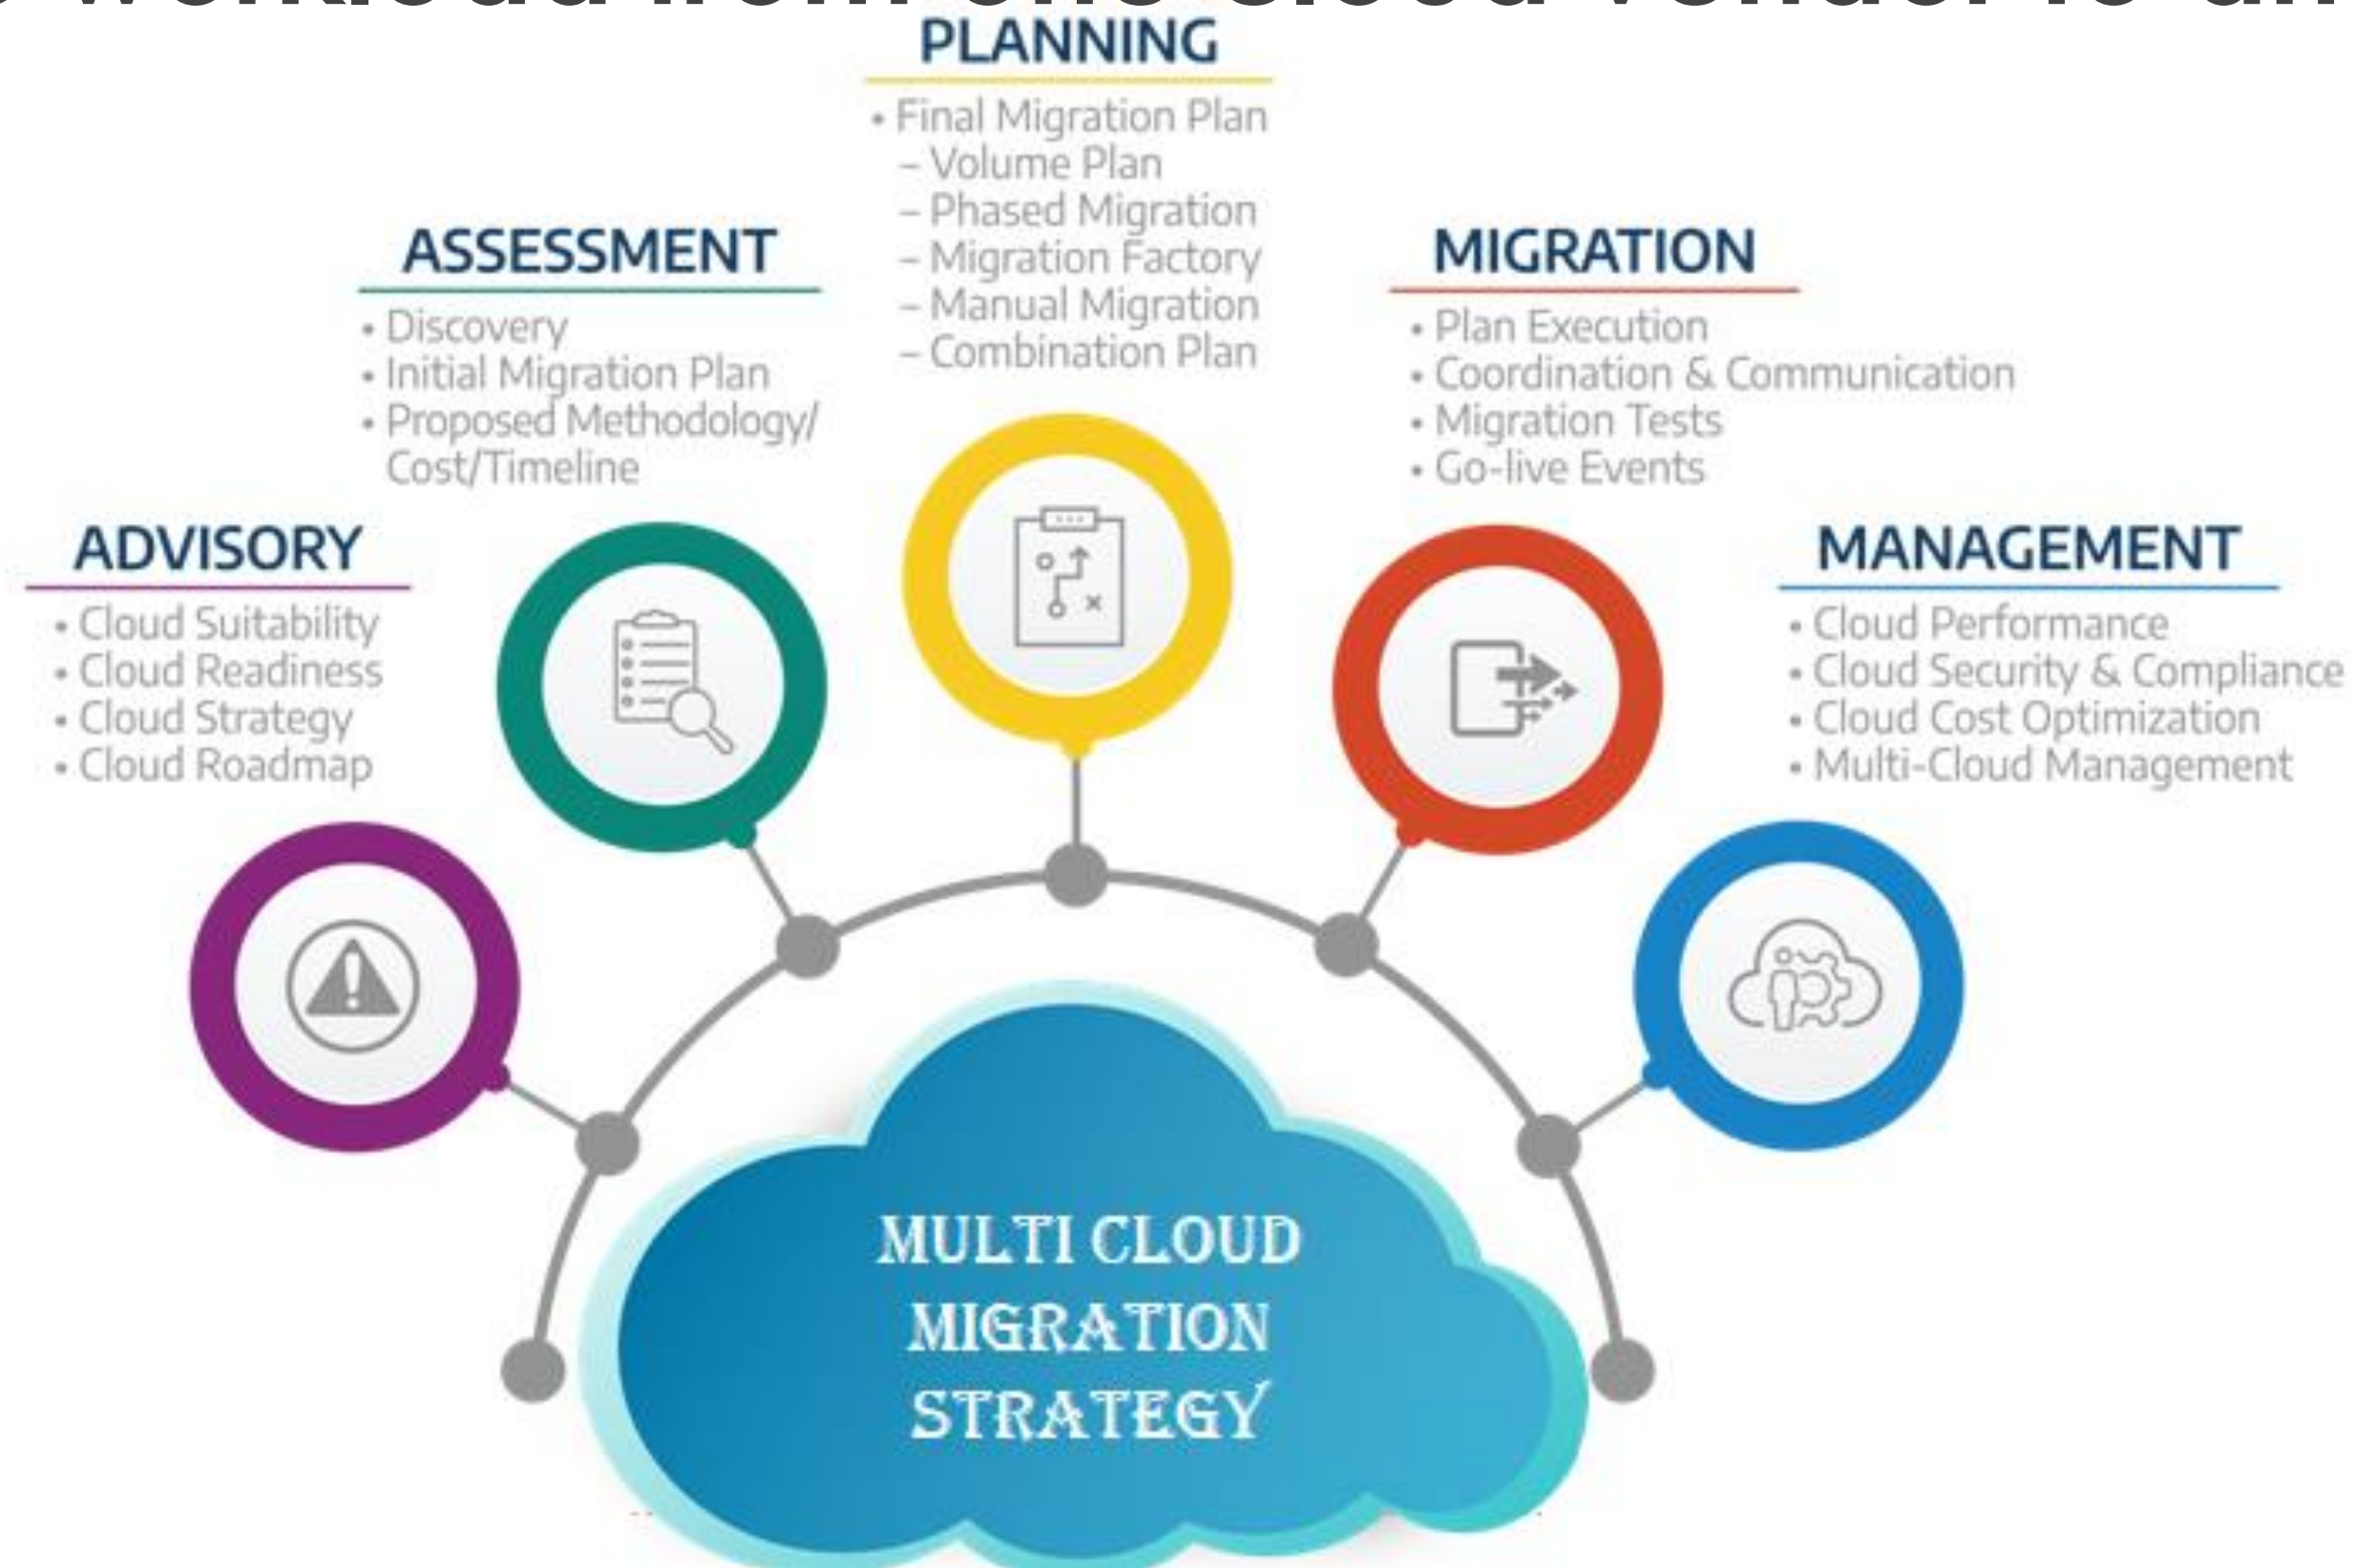 PLANNING
• Final Migration Plan
– Volume Plan
– Phased Migration
– Migration Factory
– Manual Migration
– Combination Plan
ASSESSMENT
• Discovery
• Initial Migration Plan
• Proposed Methodology/
Cost/Timeline
MIGRATION
• Plan Execution
• Coordination & Communication
• Migration Tests
• Go-live Events
ADVISORY
• Cloud Suitability
• Cloud Readiness
• Cloud Strategy
• Cloud Roadmap
MANAGEMENT
• Cloud Performance
• Cloud Security & Compliance
• Cloud Cost Optimization
• Multi-Cloud Management
MULTI CLOUD
MIGRATION
STRATEGY